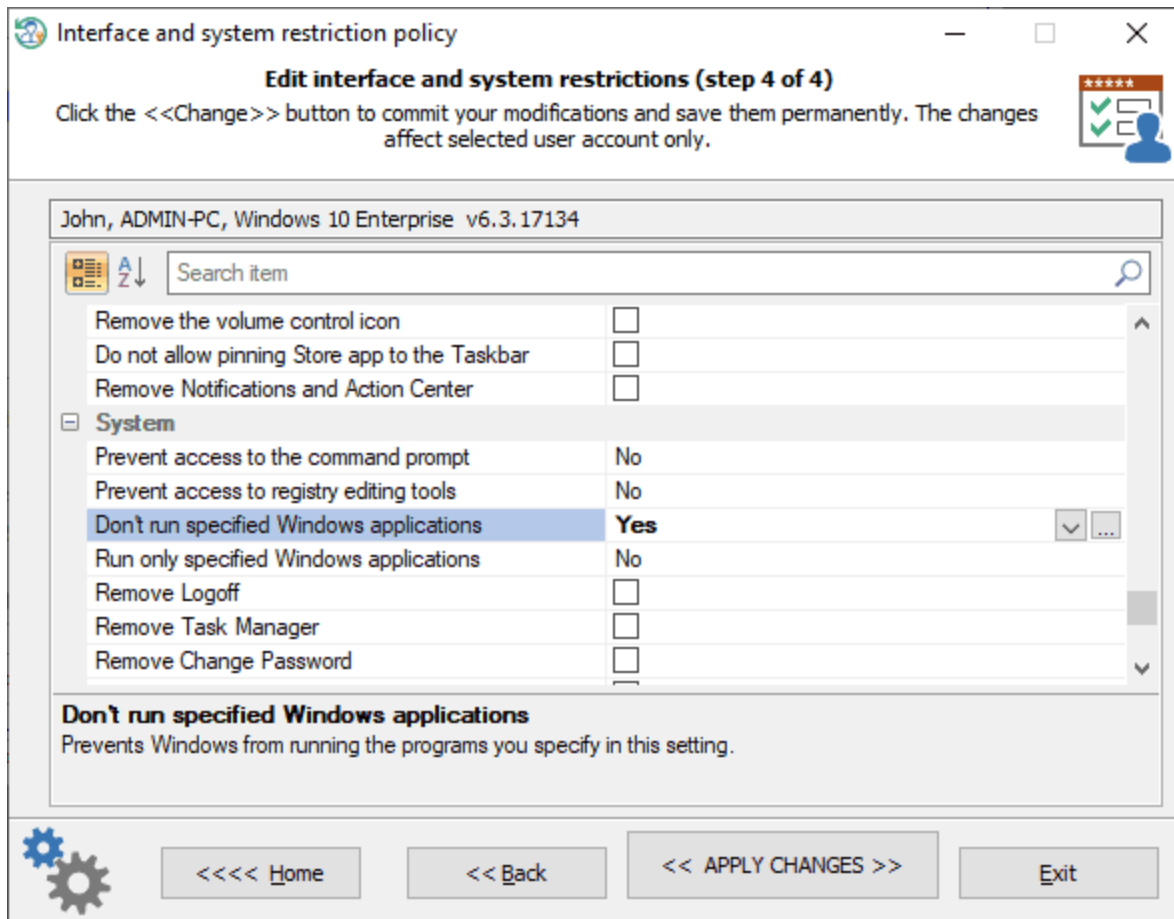 Interface and system restriction policy
Edit interface and system restrictions (step 4 of 4)
Click the <<Change>> button to commit your modifications and save them permanently. The changes
affect selected user account only.
*****
John, ADMIN-PC, Windows 10 Enterprise v6.3.17134
A
Z
Search item
Remove the volume control icon
Do not allow pinning Store app to the Taskbar
Remove Notifications and Action Center
System
Prevent access to the command prompt No
Prevent access to registry editing tools No
Don't run specified Windows applications Yes ...
Run only specified Windows applications No
Remove Logoff
Remove Task Manager
Remove Change Password
Don't run specified Windows applications
Prevents Windows from running the programs you specify in this setting.
<<<< Home << Back << APPLY CHANGES >> Exit